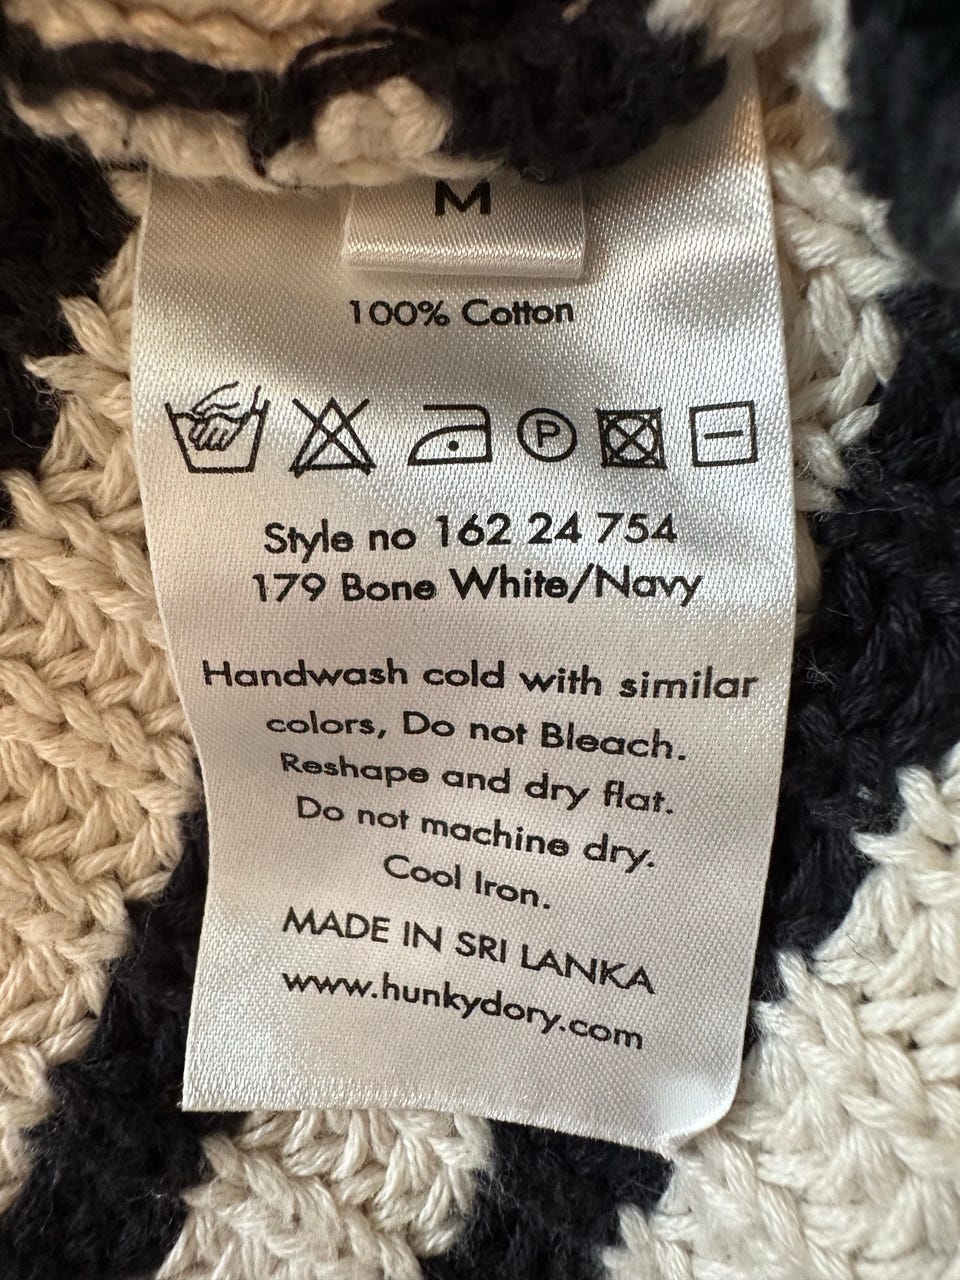 M
100% Cotton
P
Style no 162 24 754
179 Bone White/Navy
Handwash cold with similar
colors, Do not Bleach.
Reshape and dry flat.
Do not machine dry.
Cool Iron.
MADE IN SRI LANKA
www.hunkydory.com